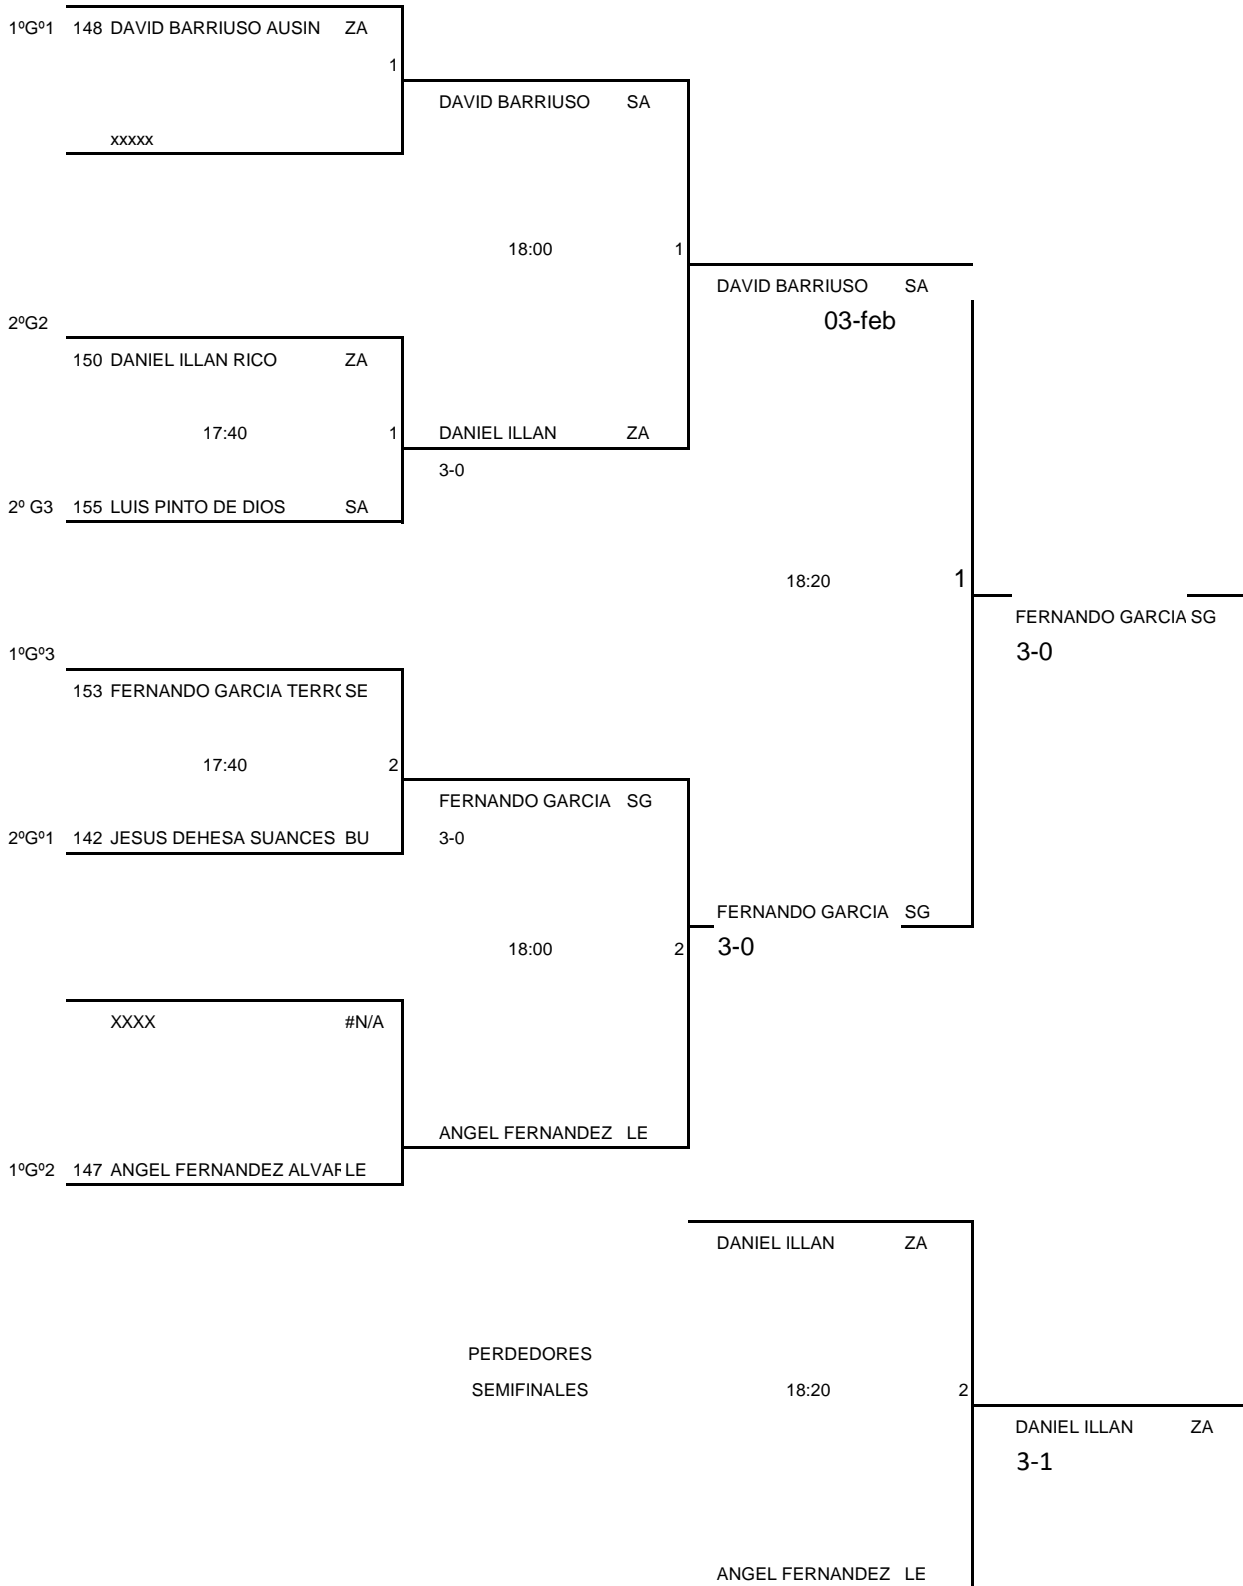 1ºGº1 148 DAVID BARRIUSO AUSIN ZA
1
DAVID BARRIUSO SA
xxxxx
18:00 1
DAVID BARRIUSO SA
03-feb
2ºG2
150 DANIEL ILLAN RICO ZA
17:40 1 DANIEL ILLAN ZA
3-0
2º G3 155 LUIS PINTO DE DIOS SA
18:20 1
FERNANDO GARCIA SG
3-0
1ºGº3
153 FERNANDO GARCIA TERR SE
17:40 2
FERNANDO GARCIA SG
2ºGº1 142 JESUS DEHESA SUANCES BU 3-0
FERNANDO GARCIA SG
18:00 2 3-0
XXXX #N/A
ANGEL FERNANDEZ LE
1ºGº2 147 ANGEL FERNANDEZ ALVAR LE
DANIEL ILLAN ZA
PERDEDORES
SEMIFINALES 18:20 2
DANIEL ILLAN ZA
3-1
ANGEL FERNANDEZ LE